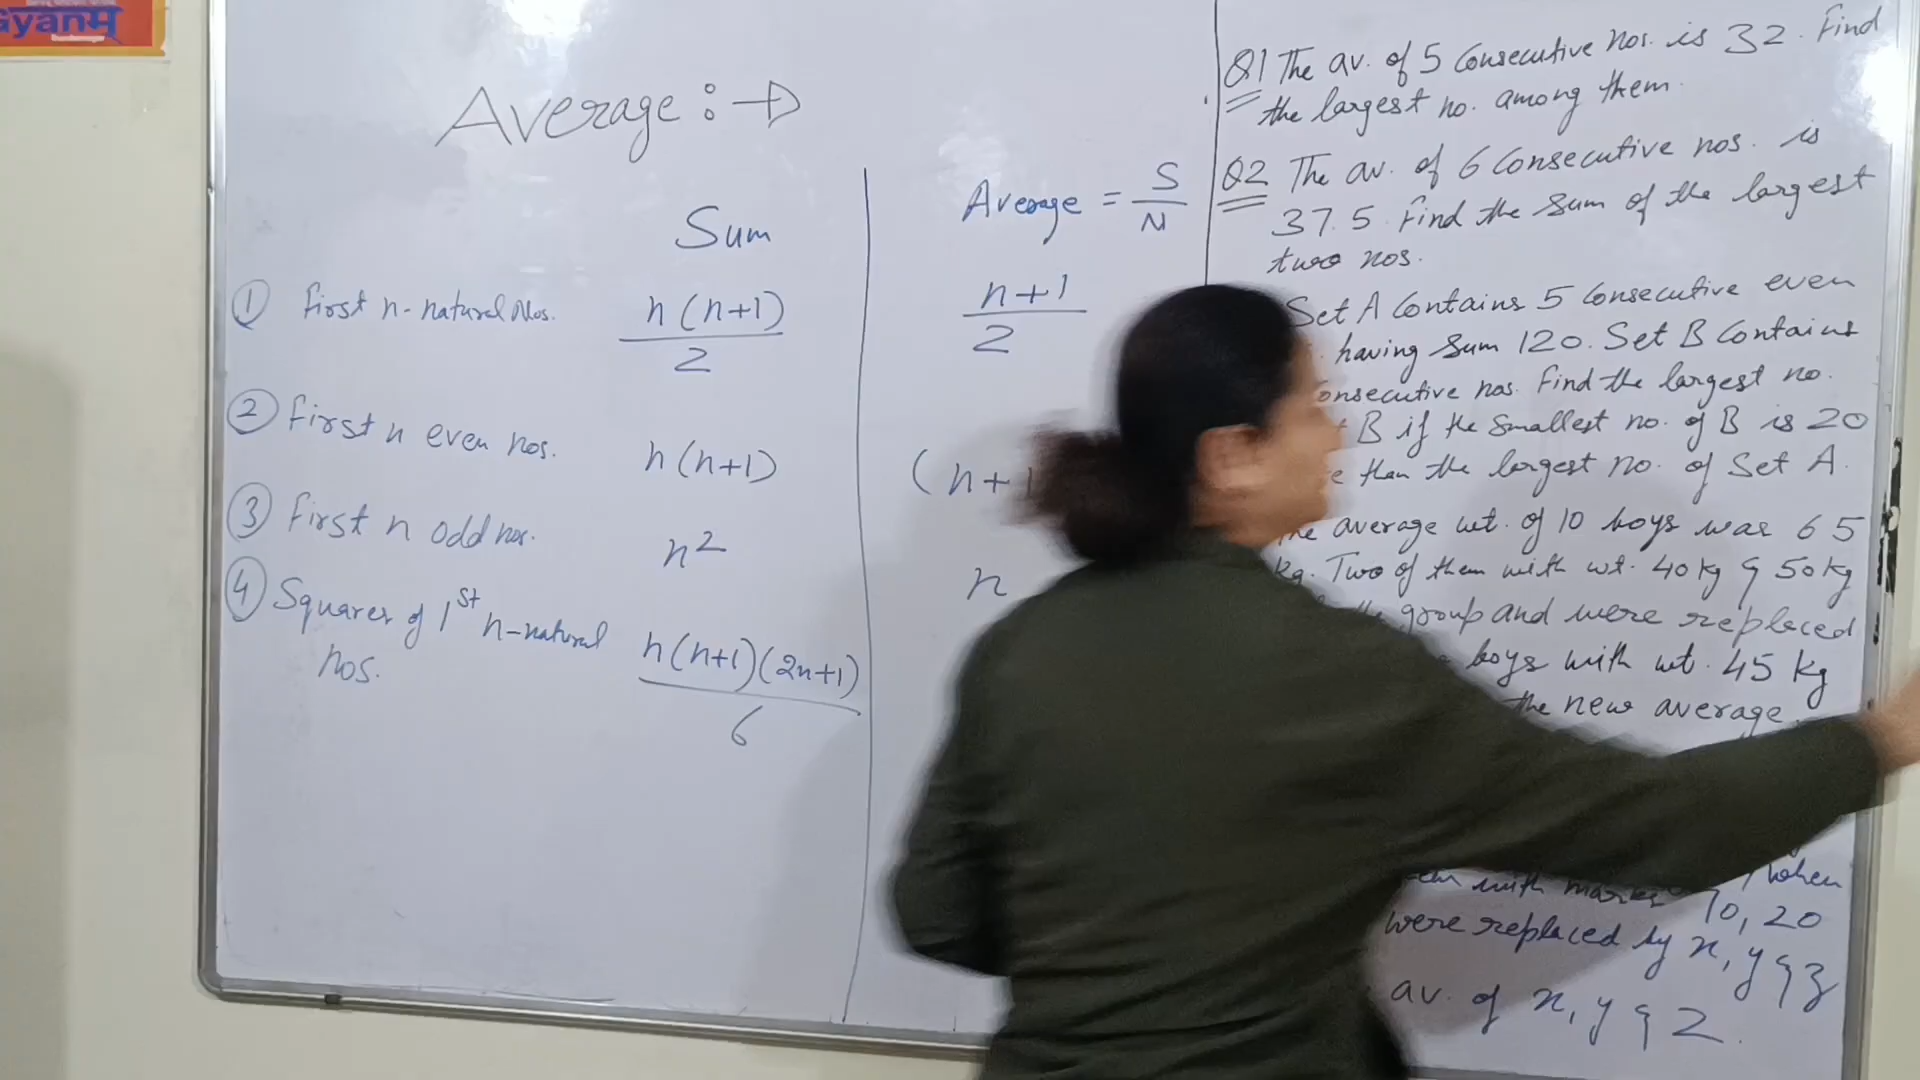 Gyanम
Average :→
Sum
Average = S/N
① First n-natural Nos. n(n+1)/2
n+1/2
② First n even nos. n(n+1)
(n+1
③ First n odd nos. n²
n
④ Squares of 1st n-natural nos. n(n+1)(2n+1)/6
Q1 The av. of 5 Consecutive nos. is 32. Find
the largest no. among them.
Q2 The av. of 6 Consecutive nos. is
37.5. Find the Sum of the largest
two nos.
Set A Contains 5 Consecutive even
having Sum 120. Set B Contains
onsecutive nos. Find the largest no.
B if the Smallest no. of B is 20
than the largest no. of Set A.
average wt. of 10 boys was 65
kg. Two of them with wt. 40kg & 50kg
group and were replaced
boys with wt. 45 kg
the new average.
when
with marks 10, 20
were replaced by x, y & z
av. of x, y & z.